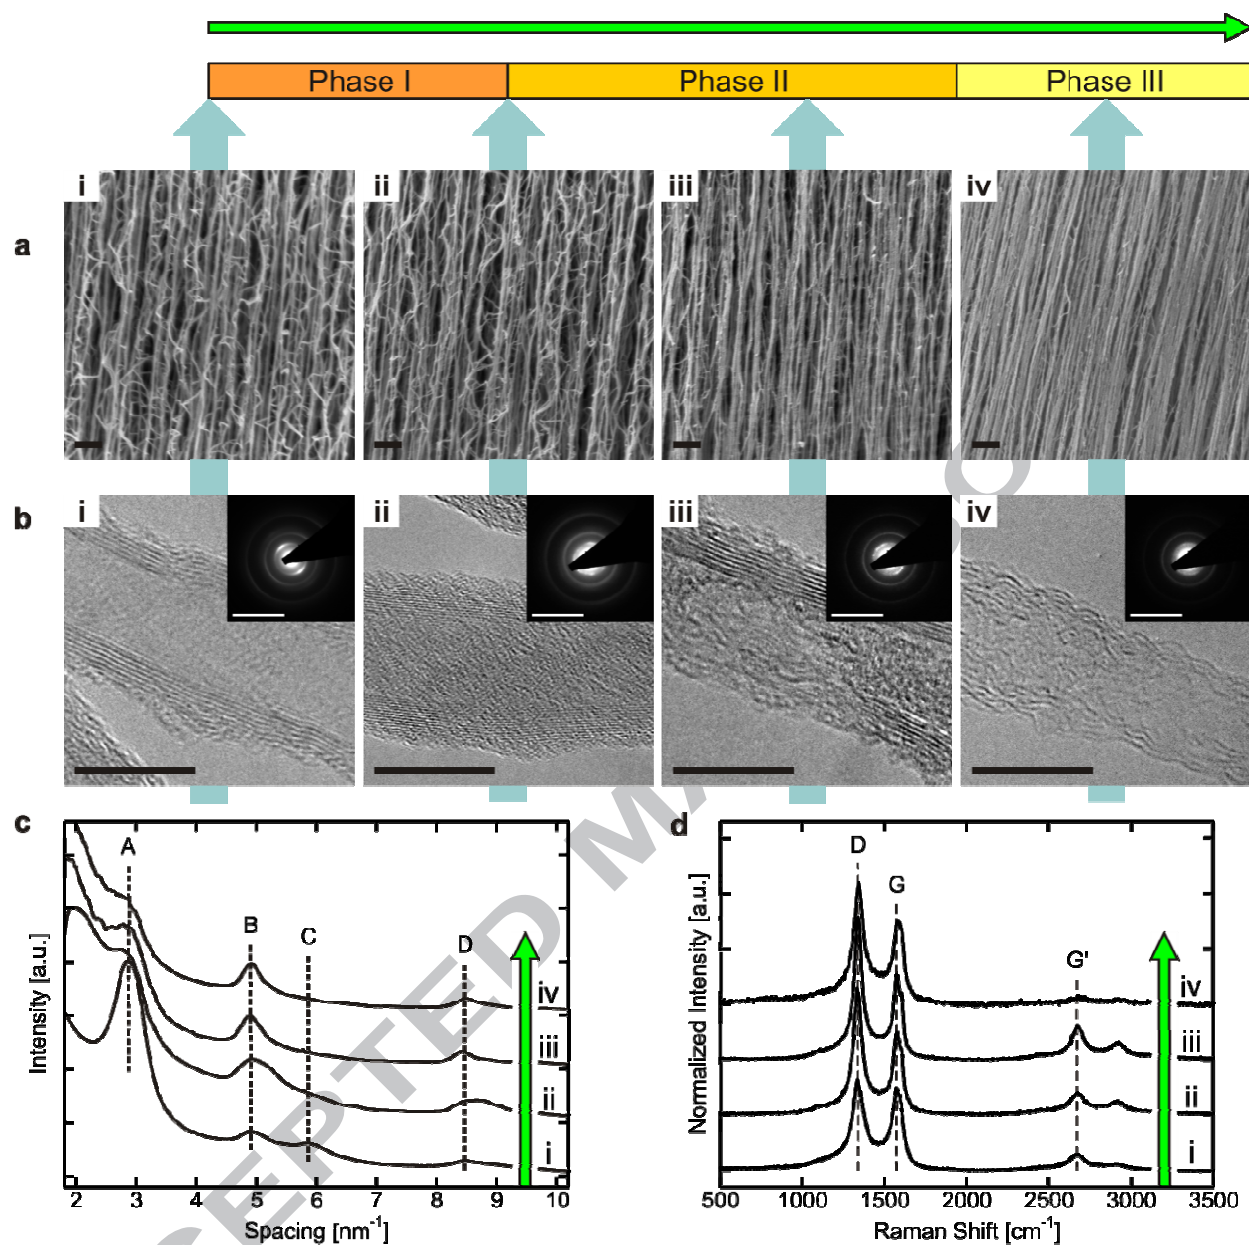 Phase I Phase II Phase III
a
i ii iii iv
b
i ii iii iv
c
A
B
C
D
iv
iii
ii
i
Intensity [a.u.]
2 3 4 5 6 7 8 9 10
Spacing [nm⁻¹]
d
D
G
G'
iv
iii
ii
i
Normalized Intensity [a.u.]
500 1000 1500 2000 2500 3000 3500
Raman Shift [cm⁻¹]